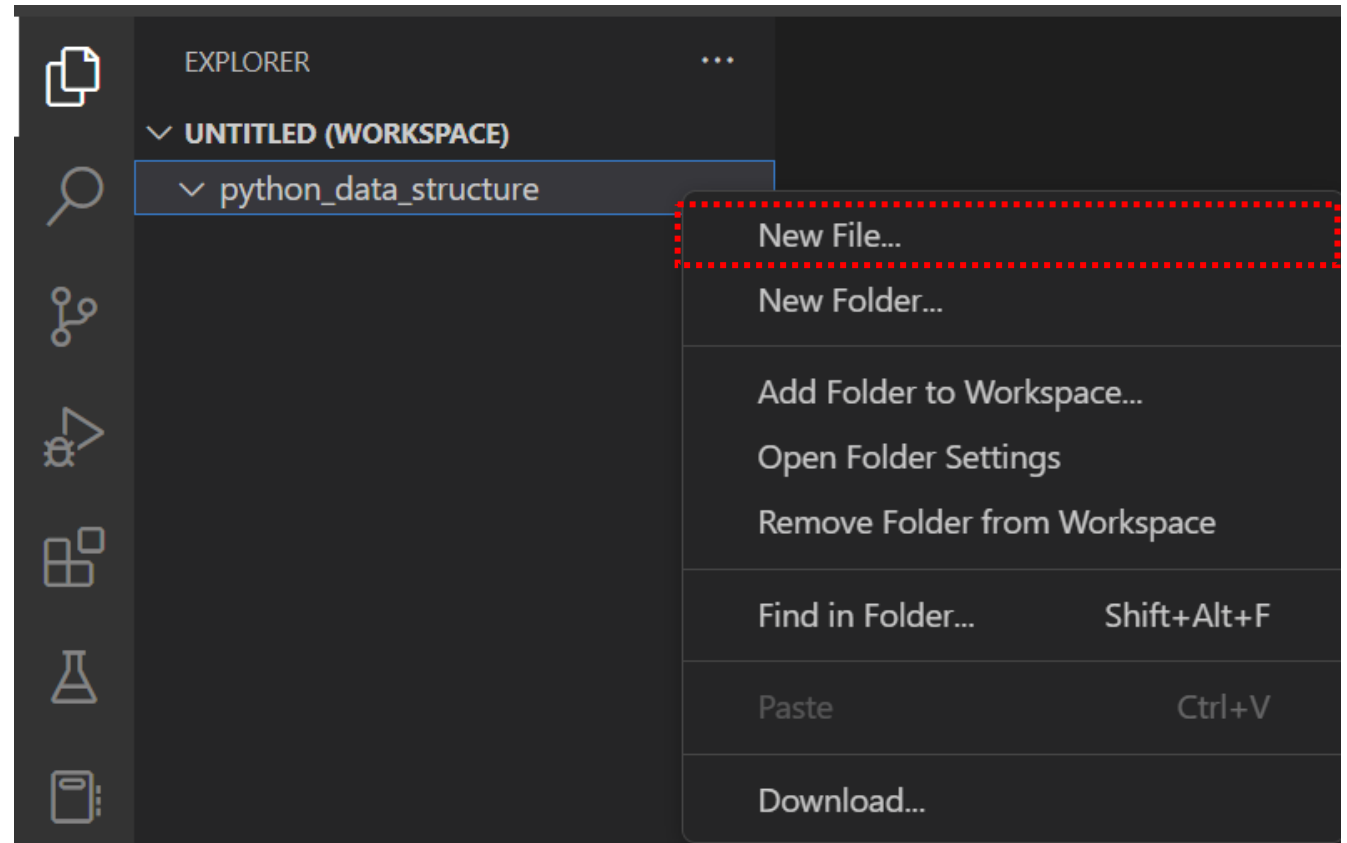 EXPLORER
UNTITLED (WORKSPACE)
python_data_structure
New File...
New Folder...
Add Folder to Workspace...
Open Folder Settings
Remove Folder from Workspace
Find in Folder... Shift+Alt+F
Paste Ctrl+V
Download...